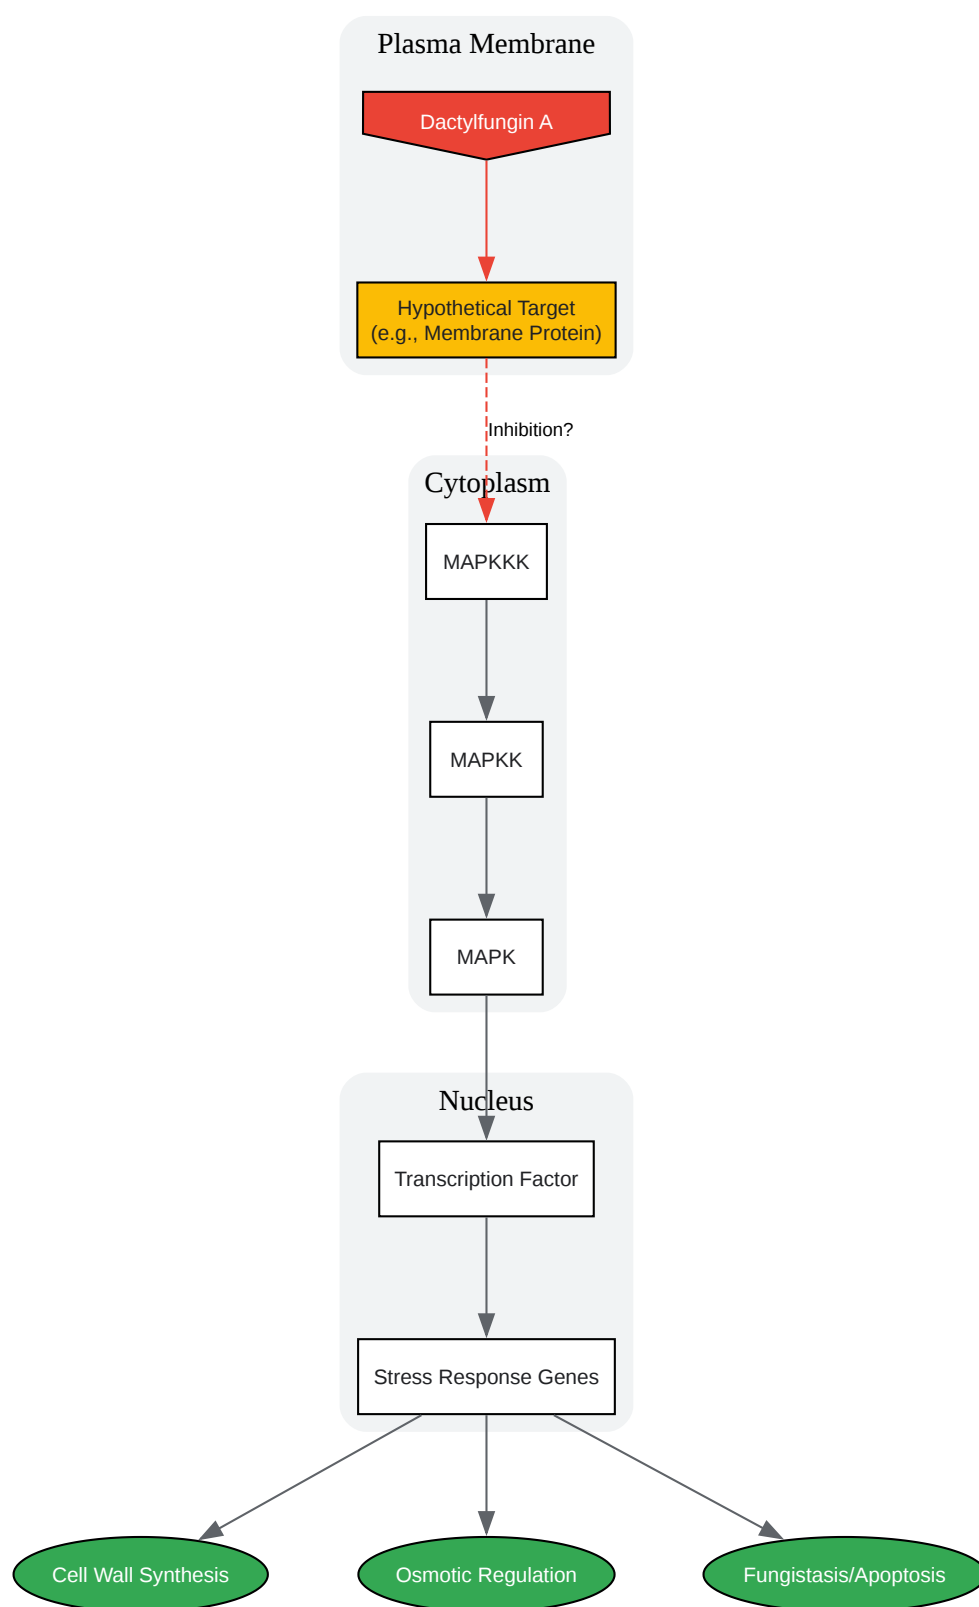 Plasma Membrane
Dactylfungin A
Hypothetical Target
(e.g., Membrane Protein)
Inhibition?
Cytoplasm
MAPKKK
MAPKK
MAPK
Nucleus
Transcription Factor
Stress Response Genes
Cell Wall Synthesis
Osmotic Regulation
Fungistasis/Apoptosis